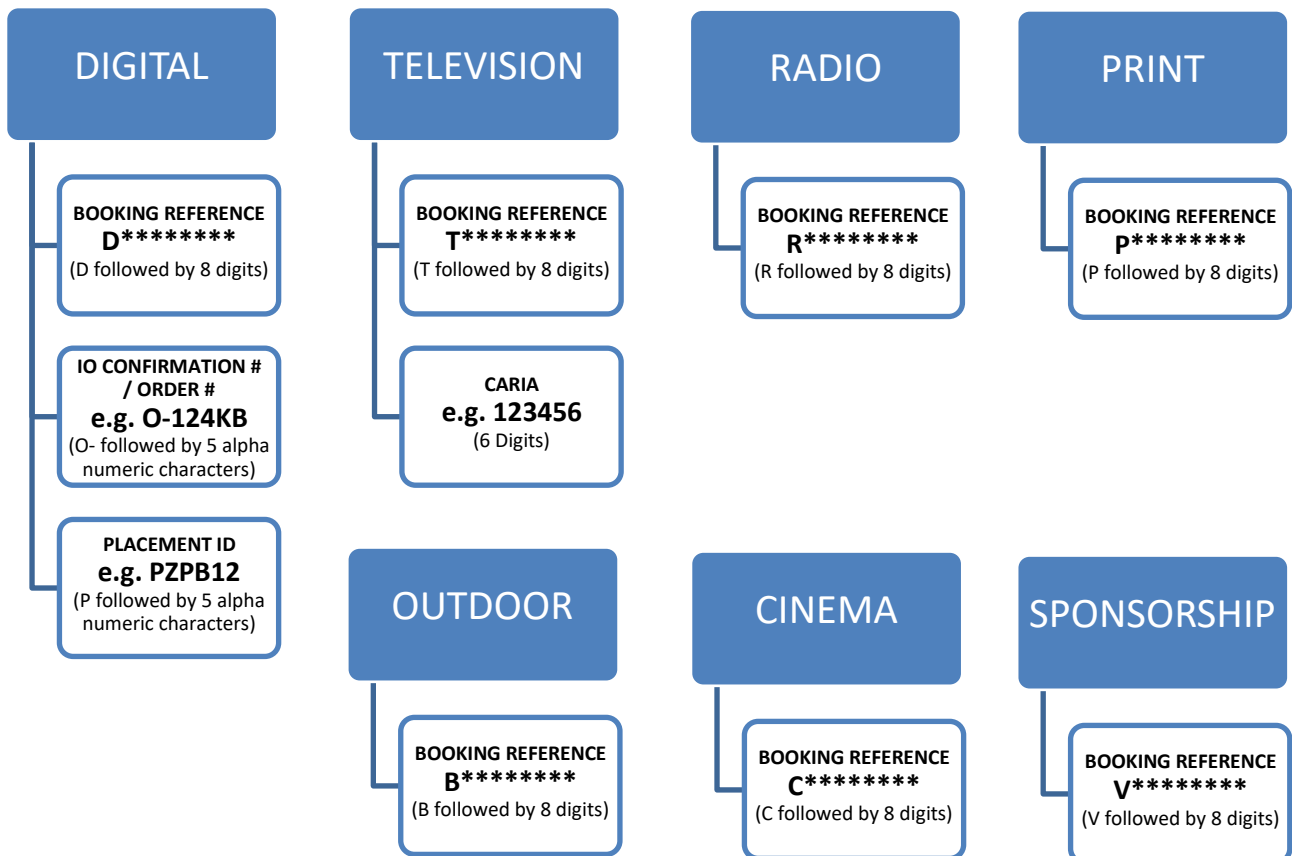 DIGITAL
BOOKING REFERENCE
D********
(D followed by 8 digits)
IO CONFIRMATION #
/ ORDER #
e.g. O-124KB
(O- followed by 5 alpha
numeric characters)
PLACEMENT ID
e.g. PZPB12
(P followed by 5 alpha
numeric characters)
TELEVISION
BOOKING REFERENCE
T********
(T followed by 8 digits)
CARIA
e.g. 123456
(6 Digits)
RADIO
BOOKING REFERENCE
R********
(R followed by 8 digits)
PRINT
BOOKING REFERENCE
P********
(P followed by 8 digits)
OUTDOOR
BOOKING REFERENCE
B********
(B followed by 8 digits)
CINEMA
BOOKING REFERENCE
C********
(C followed by 8 digits)
SPONSORSHIP
BOOKING REFERENCE
V********
(V followed by 8 digits)